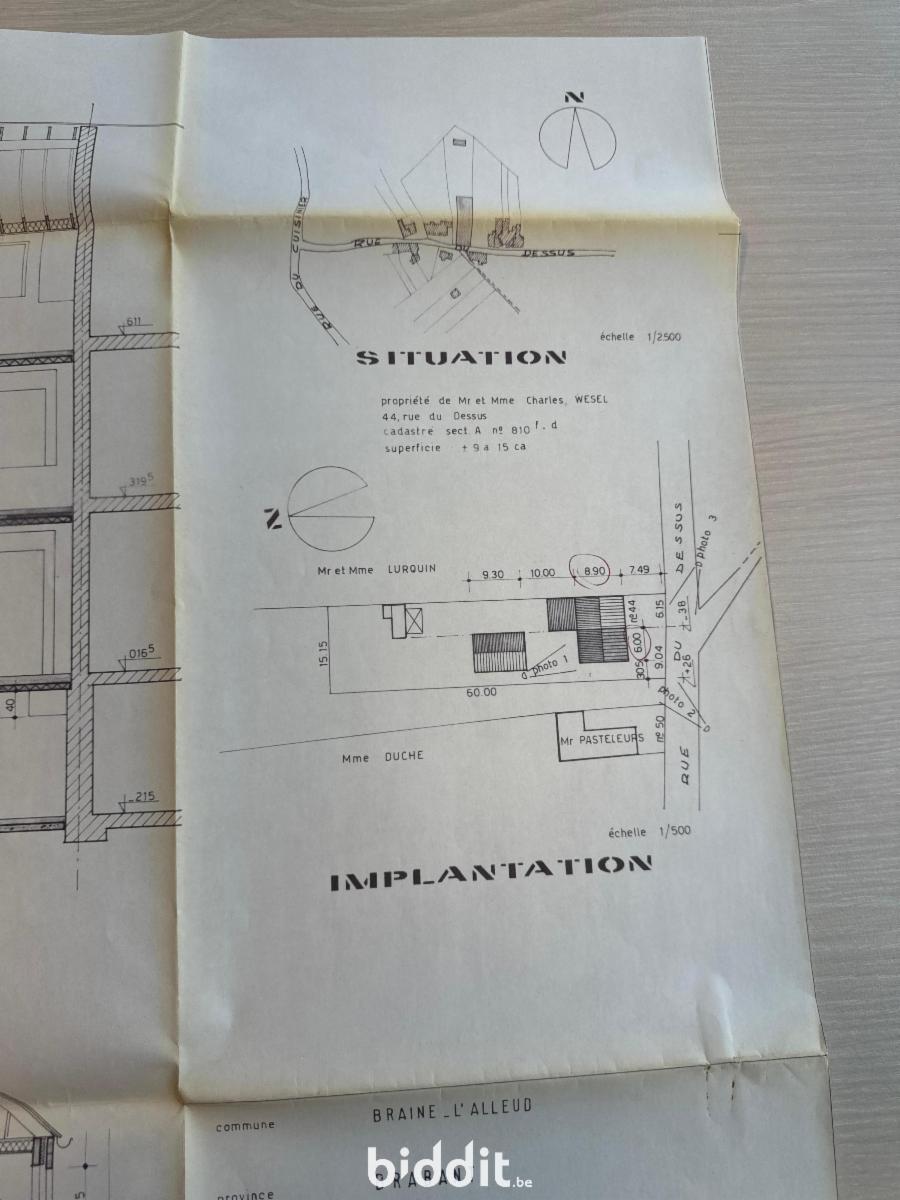 N
RUE DU CUISINIER
RUE DU DESSUS
échelle 1/2500
SITUATION
611
propriété de Mr et Mme Charles, WESEL
44, rue du Dessus
cadastré sect. A nº 810 f. d
superficie ± 9 a 15 ca
319⁵
N
Mr et Mme LURQUIN
9.30 10.00 8.90 7.49
photo 3
RUE DU DESSUS
nº44
6.15
-38
6.00
9.04
+26
305
15.15
photo 1
60.00
photo 2
nº50
016⁵
40
Mr PASTELEURS
Mme DUCHE
-215
échelle 1/500
IMPLANTATION
commune BRAINE_L'ALLEUD
province BRABANT
biddit.be